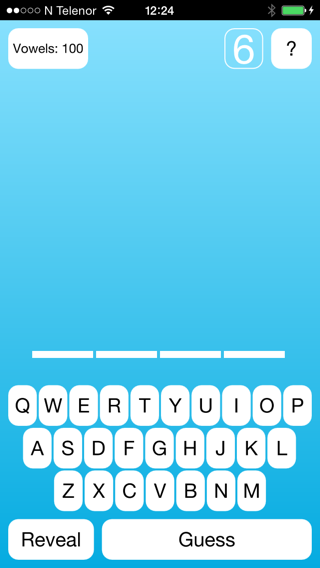 N Telenor 12:24
Vowels: 100 6 ?
Q W E R T Y U I O P
A S D F G H J K L
Z X C V B N M
Reveal Guess